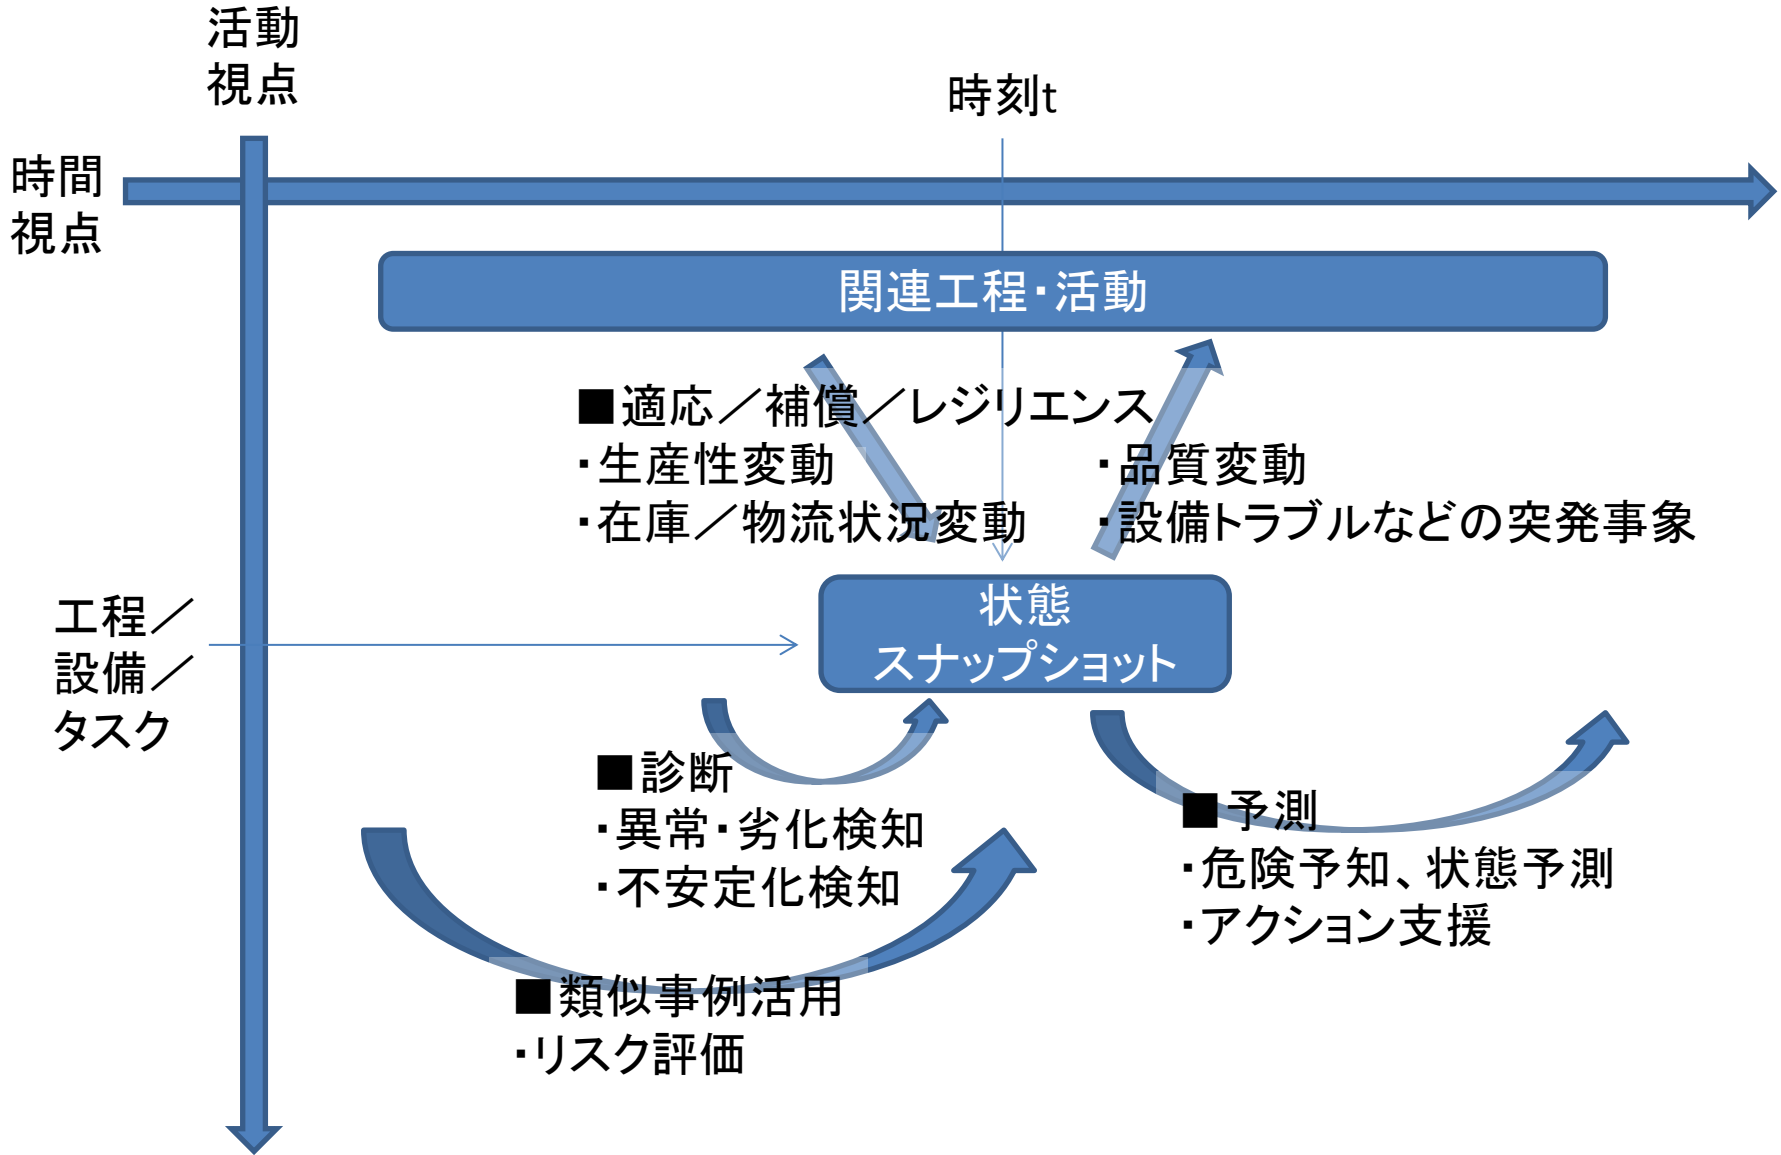 活動
視点
時刻t
時間
視点
関連工程・活動
■適応／補償／レジリエンス
・生産性変動
・在庫／物流状況変動
・品質変動
・設備トラブルなどの突発事象
工程／
設備／
タスク
状態
スナップショット
■診断
・異常・劣化検知
・不安定化検知
■予測
・危険予知、状態予測
・アクション支援
■類似事例活用
・リスク評価